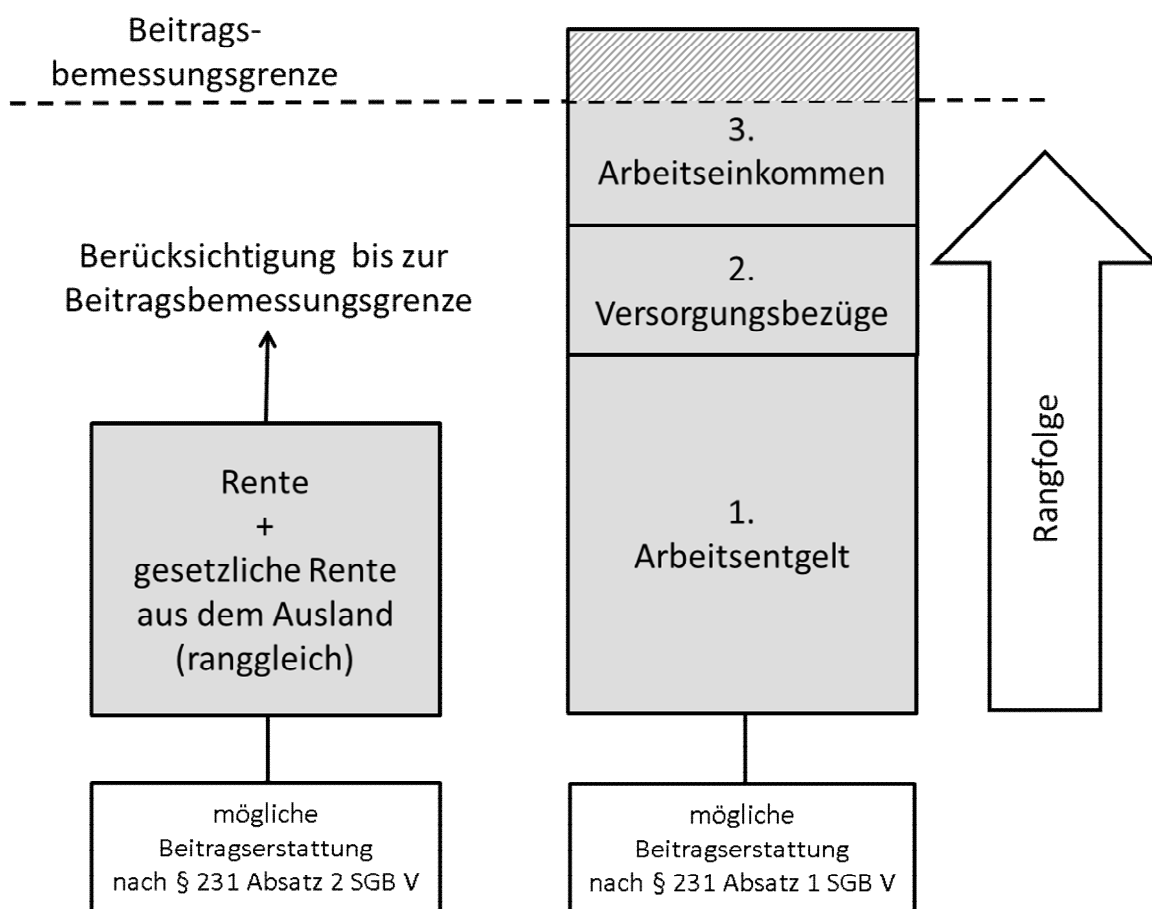 Beitrags-
bemessungsgrenze
Berücksichtigung bis zur
Beitragsbemessungsgrenze
Rente
+
gesetzliche Rente
aus dem Ausland
(ranggleich)
mögliche
Beitragserstattung
nach § 231 Absatz 2 SGB V
3.
Arbeitseinkommen
2.
Versorgungsbezüge
1.
Arbeitsentgelt
mögliche
Beitragserstattung
nach § 231 Absatz 1 SGB V
Rangfolge